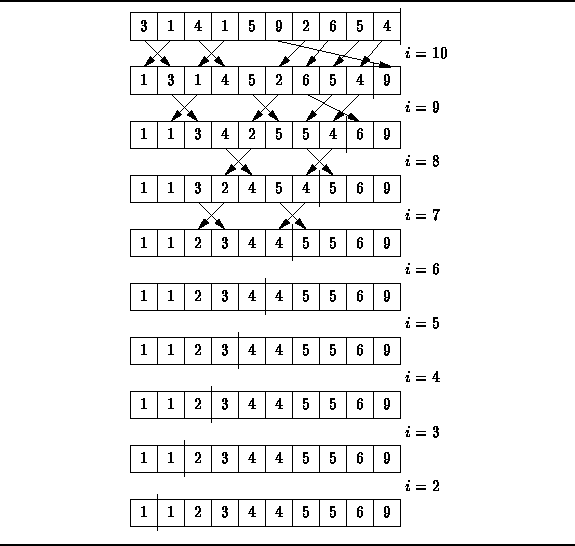 3 1 4 1 5 9 2 6 5 4
i = 10
1 3 1 4 5 2 6 5 4 9
i = 9
1 1 3 4 2 5 5 4 6 9
i = 8
1 1 3 2 4 5 4 5 6 9
i = 7
1 1 2 3 4 4 5 5 6 9
i = 6
1 1 2 3 4 4 5 5 6 9
i = 5
1 1 2 3 4 4 5 5 6 9
i = 4
1 1 2 3 4 4 5 5 6 9
i = 3
1 1 2 3 4 4 5 5 6 9
i = 2
1 1 2 3 4 4 5 5 6 9